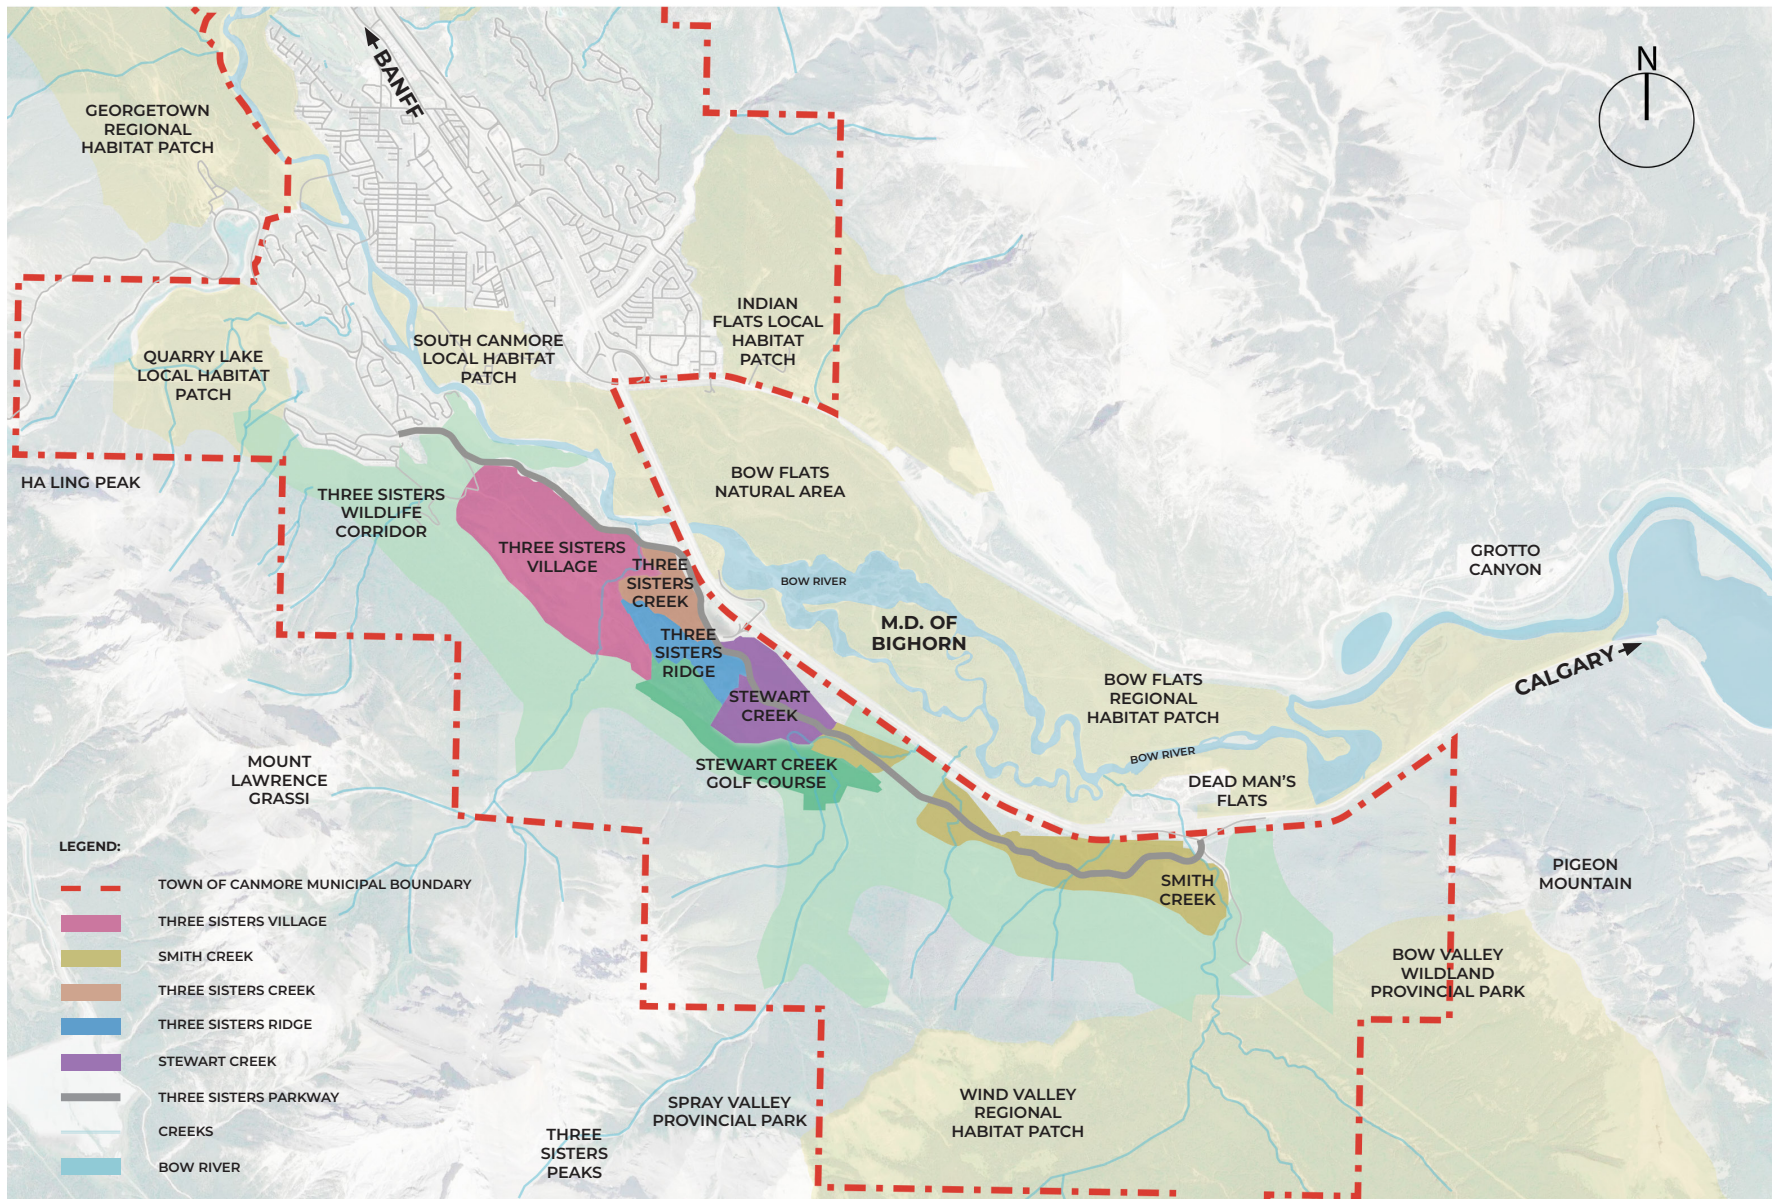 N
BANFF
GEORGETOWN
REGIONAL
HABITAT PATCH
INDIAN
FLATS LOCAL
HABITAT
PATCH
SOUTH CANMORE
LOCAL HABITAT
PATCH
QUARRY LAKE
LOCAL HABITAT
PATCH
HA LING PEAK
THREE SISTERS
WILDLIFE
CORRIDOR
BOW FLATS
NATURAL AREA
THREE SISTERS
VILLAGE
THREE
SISTERS
CREEK
BOW RIVER
GROTTO
CANYON
M.D. OF
BIGHORN
THREE
SISTERS
RIDGE
CALGARY
BOW FLATS
REGIONAL
HABITAT PATCH
STEWART
CREEK
BOW RIVER
STEWART CREEK
GOLF COURSE
DEAD MAN'S
FLATS
MOUNT
LAWRENCE
GRASSI
SMITH
CREEK
PIGEON
MOUNTAIN
BOW VALLEY
WILDLAND
PROVINCIAL PARK
WIND VALLEY
REGIONAL
HABITAT PATCH
SPRAY VALLEY
PROVINCIAL PARK
THREE
SISTERS
PEAKS
LEGEND:
TOWN OF CANMORE MUNICIPAL BOUNDARY
THREE SISTERS VILLAGE
SMITH CREEK
THREE SISTERS CREEK
THREE SISTERS RIDGE
STEWART CREEK
THREE SISTERS PARKWAY
CREEKS
BOW RIVER